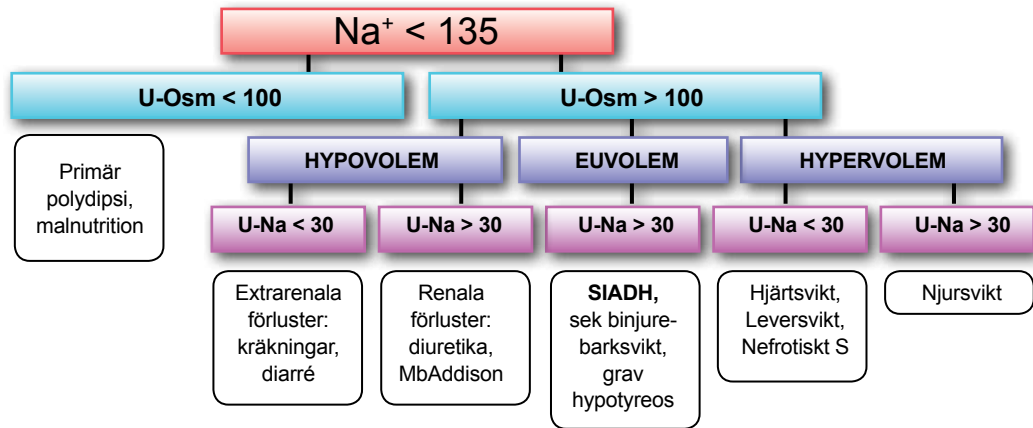 Na⁺ < 135
U-Osm < 100
U-Osm > 100
Primär
polydipsi,
malnutrition
HYPOVOLEM
EUVOLEM
HYPERVOLEM
U-Na < 30
U-Na > 30
U-Na > 30
U-Na < 30
U-Na > 30
Extrarenala
förluster:
kräkningar,
diarré
Renala
förluster:
diuretika,
MbAddison
SIADH,
sek binjure-
barksvikt,
grav
hypotyreos
Hjärtsvikt,
Leversvikt,
Nefrotiskt S
Njursvikt